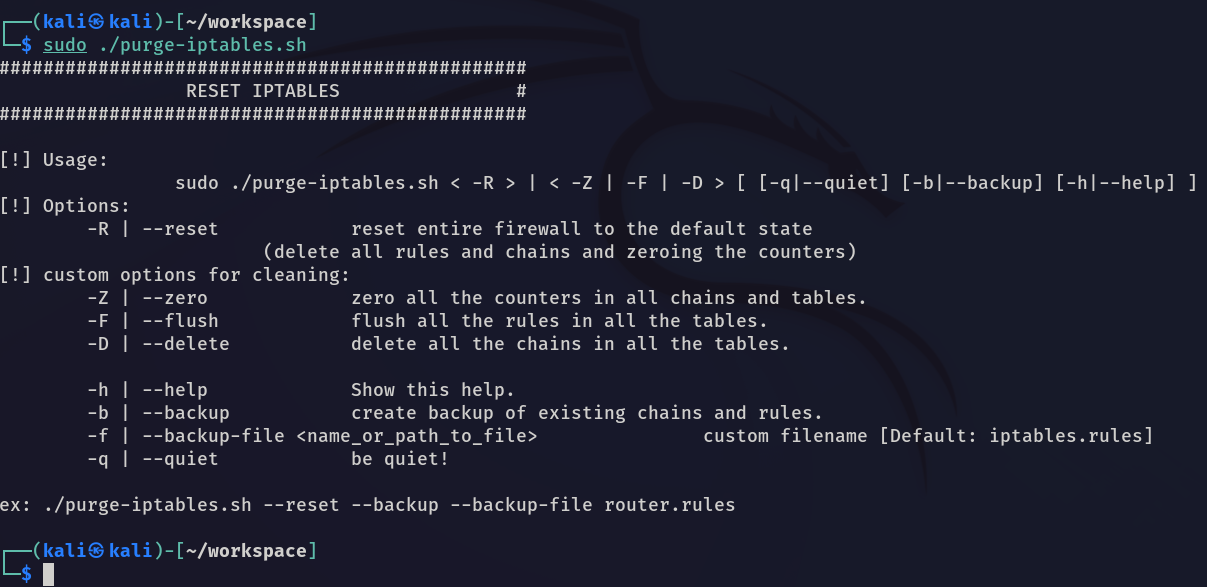 ┌──(kali㉿kali)-[~/workspace]
└─$ sudo ./purge-iptables.sh
################################################
                 RESET IPTABLES                #
################################################

[!] Usage:
                sudo ./purge-iptables.sh < -R > | < -Z | -F | -D > [ [-q|--quiet] [-b|--backup] [-h|--help] ]
[!] Options:
        -R | --reset            reset entire firewall to the default state
                        (delete all rules and chains and zeroing the counters)
[!] custom options for cleaning:
        -Z | --zero             zero all the counters in all chains and tables.
        -F | --flush            flush all the rules in all the tables.
        -D | --delete           delete all the chains in all the tables.

        -h | --help             Show this help.
        -b | --backup           create backup of existing chains and rules.
        -f | --backup-file <name_or_path_to_file>               custom filename [Default: iptables.rules]
        -q | --quiet            be quiet!

ex: ./purge-iptables.sh --reset --backup --backup-file router.rules

┌──(kali㉿kali)-[~/workspace]
└─$